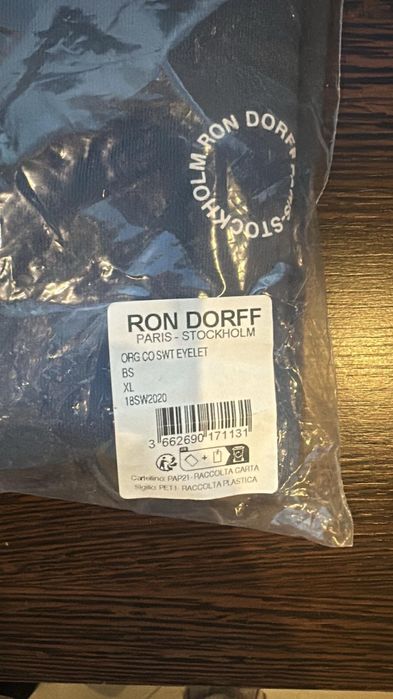 RON DORFF PARIS-STOCKHOLM
RON DORFF
PARIS - STOCKHOLM
ORG CO SWT EYELET
BS
XL
18SW2020
3 662690 171131
+
Cartellino: PAP21 - RACCOLTA CARTA
Sigillo: PET1 - RACCOLTA PLASTICA